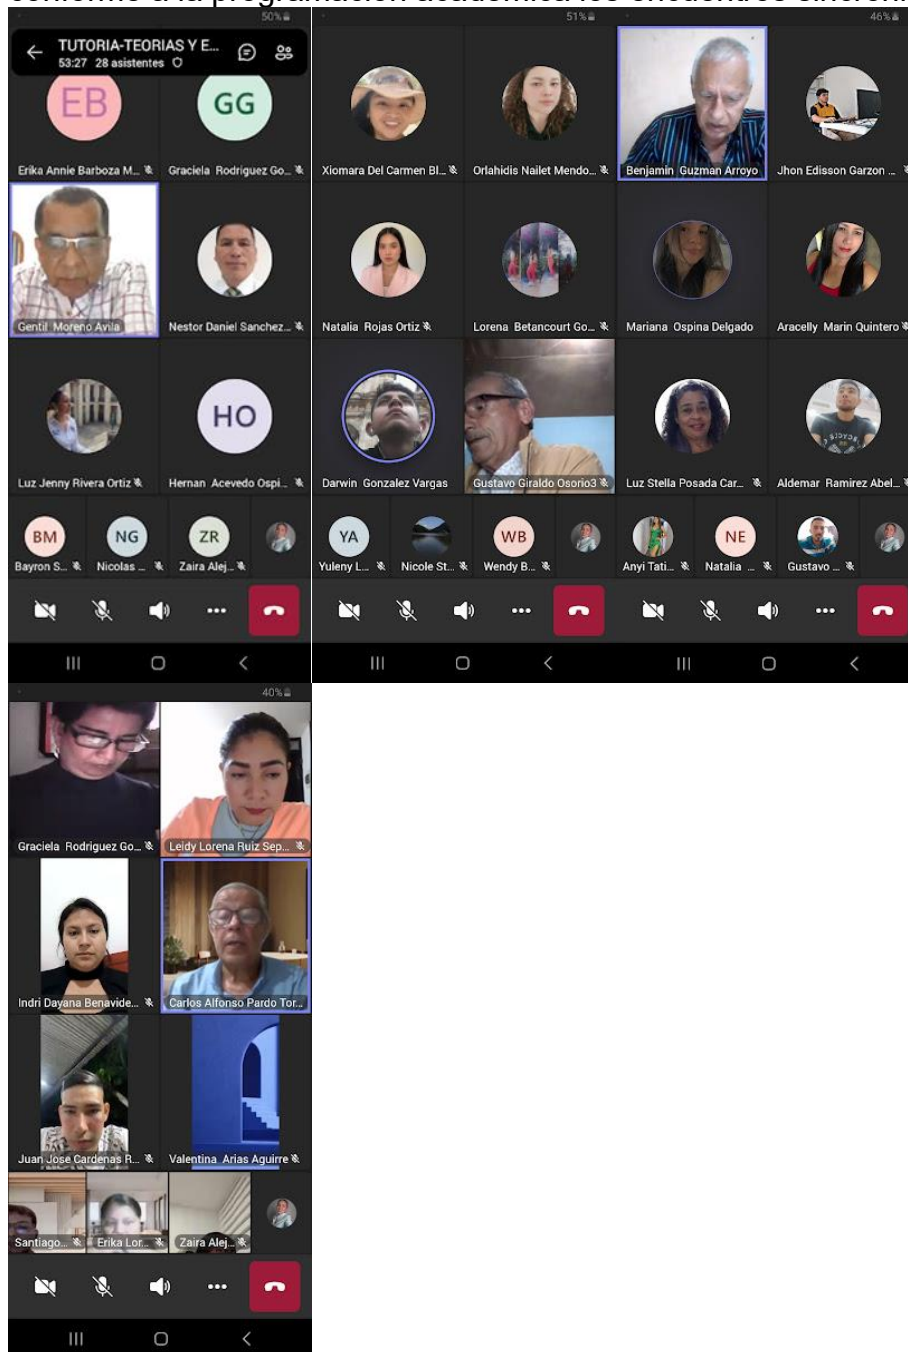 conforme a la programación académica los encuentros sincrón
50%
TUTORIA-TEORIAS Y E...
53:27 28 asistentes
EB
GG
Erika Annie Barboza M...
Graciela Rodriguez Go...
Gentil Moreno Avila
Nestor Daniel Sanchez...
HO
Luz Jenny Rivera Ortiz
Hernan Acevedo Ospi...
BM
NG
ZR
Bayron S...
Nicolas ...
Zaira Alej...
51%
Xiomara Del Carmen Bl...
Orlahidis Nailet Mendo...
Natalia Rojas Ortiz
Lorena Betancourt Go...
Darwin Gonzalez Vargas
Gustavo Giraldo Osorio3
YA
WB
Yuleny L...
Nicole St...
Wendy B...
46%
Benjamin Guzman Arroyo
Jhon Edisson Garzon ...
Mariana Ospina Delgado
Aracelly Marin Quintero
Luz Stella Posada Car...
Aldemar Ramirez Abel...
NE
Anyi Tati...
Natalia ...
Gustavo ...
40%
Graciela Rodriguez Go...
Leidy Lorena Ruiz Sep...
Indri Dayana Benavide...
Carlos Alfonso Pardo Tor...
Juan Jose Cardenas R...
Valentina Arias Aguirre
Santiago...
Erika Lor...
Zaira Alej...